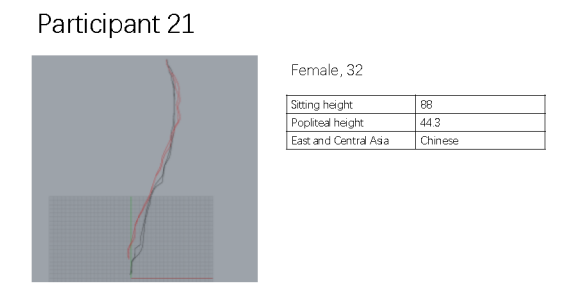 Participant 21
Female, 32
Sitting height 88
Popliteal height 44.3
East and Central Asia Chinese